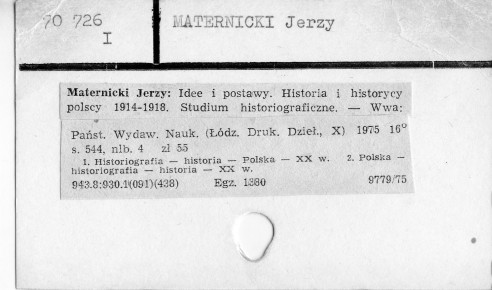 70 726
I
MATERNICKI Jerzy
Maternicki Jerzy: Idee i postawy. Historia i historycy
polscy 1914-1918. Studium historiograficzne. — Wwa:
Państ. Wydaw. Nauk. (Łódz. Druk. Dzieł., X) 1975 16°
s. 544, nlb. 4 zł 55
1. Historiografia — historia — Polska — XX w. 2. Polska —
historiografia — historia — XX w.
943.8:930.1(091)(438) Egz. 1380 9779/75